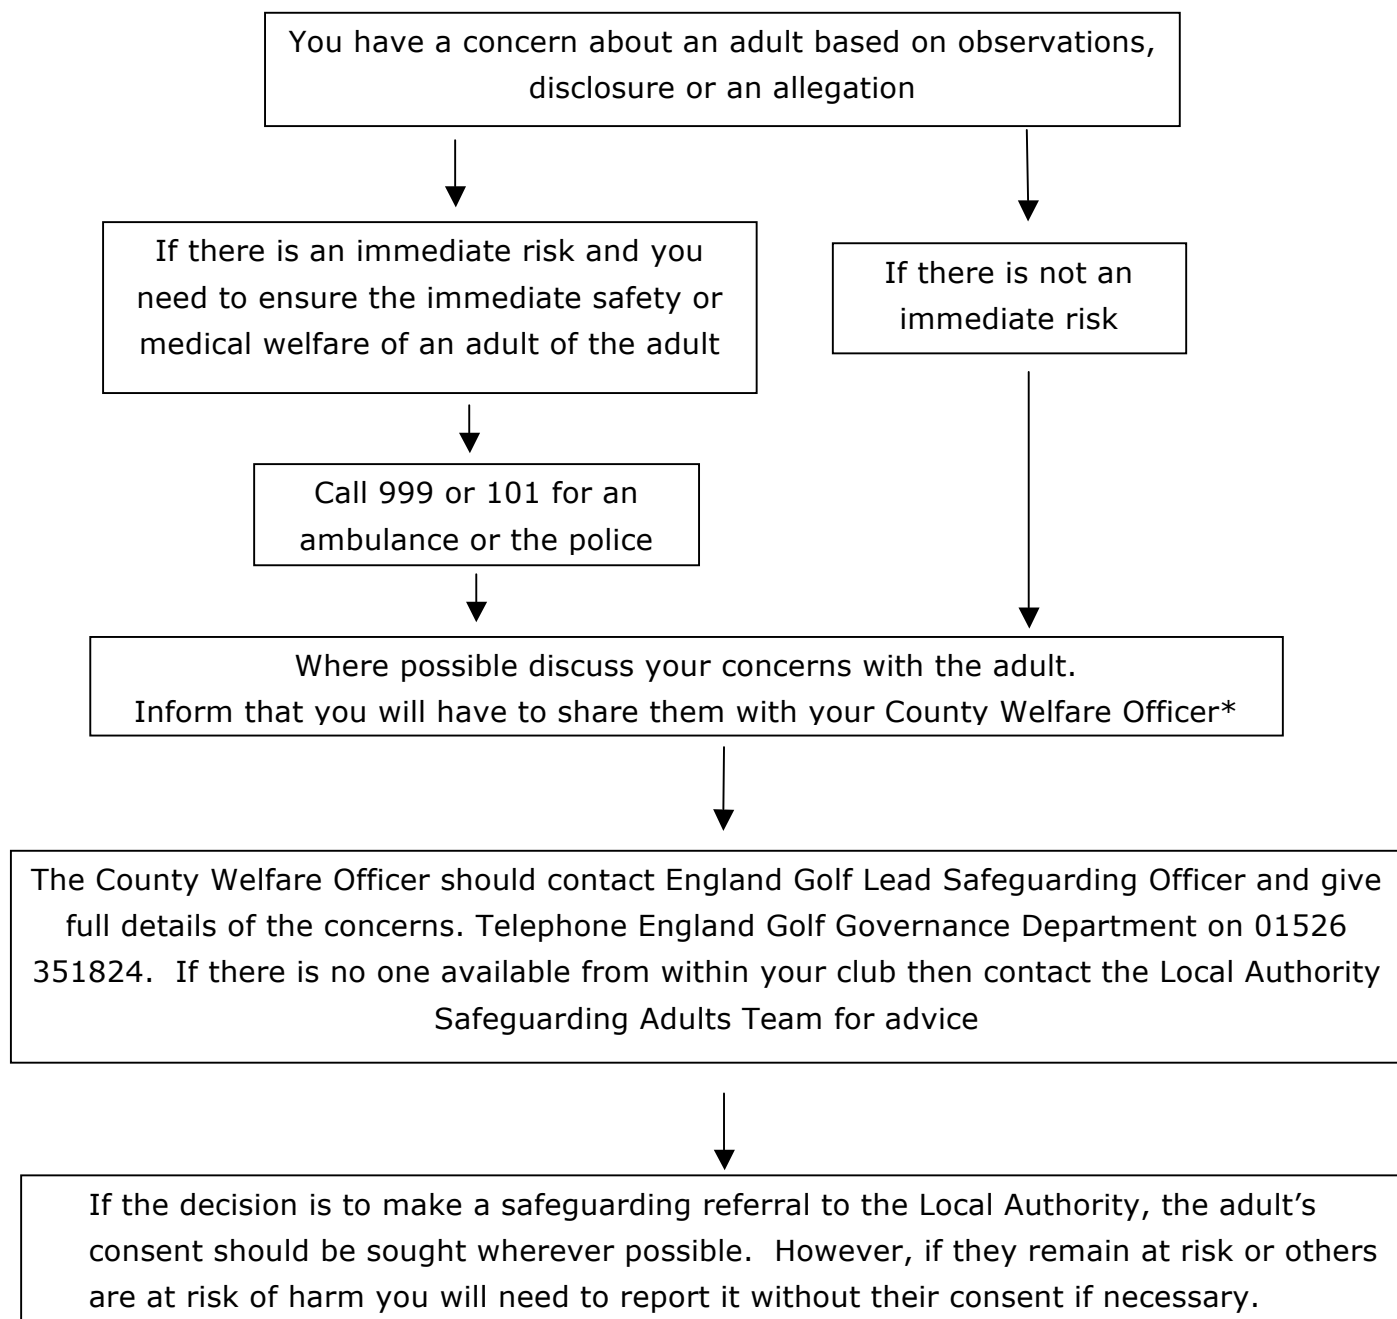 You have a concern about an adult based on observations,
disclosure or an allegation
If there is an immediate risk and you
need to ensure the immediate safety or
medical welfare of an adult of the adult
If there is not an
immediate risk
Call 999 or 101 for an
ambulance or the police
Where possible discuss your concerns with the adult.
Inform that you will have to share them with your County Welfare Officer*
The County Welfare Officer should contact England Golf Lead Safeguarding Officer and give
full details of the concerns. Telephone England Golf Governance Department on 01526
351824.  If there is no one available from within your club then contact the Local Authority
Safeguarding Adults Team for advice
If the decision is to make a safeguarding referral to the Local Authority, the adult’s
consent should be sought wherever possible.  However, if they remain at risk or others
are at risk of harm you will need to report it without their consent if necessary.